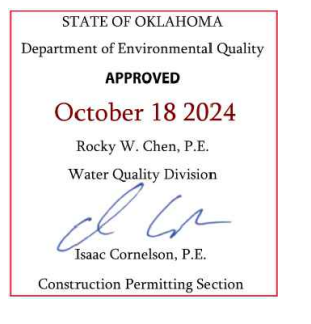 STATE OF OKLAHOMA
Department of Environmental Quality
APPROVED
October 18 2024
Rocky W. Chen, P.E.
Water Quality Division
Isaac Cornelson, P.E.
Construction Permitting Section